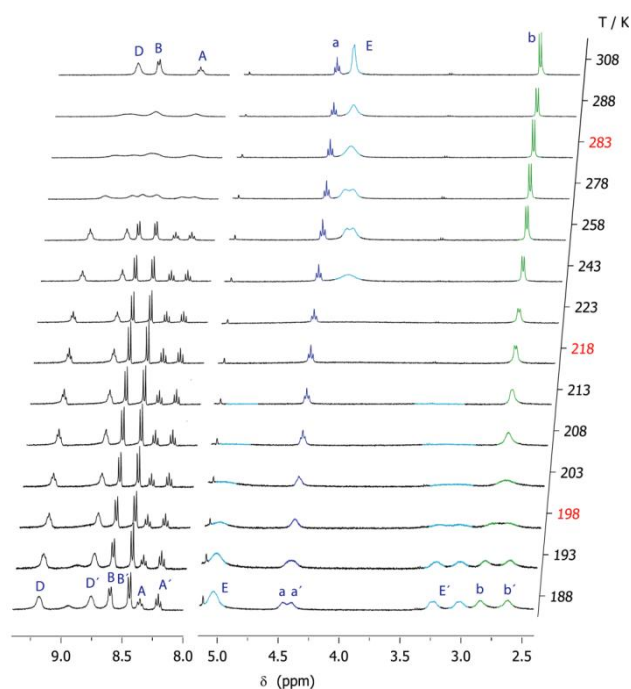 T / K
D B A a E b
308
288
283
278
258
243
223
218
213
208
203
198
193
D D´ B B´ A A´ E a a´ E´ b b´
188
9.0 8.5 8.0 5.0 4.5 4.0 3.5 3.0 2.5
δ (ppm)